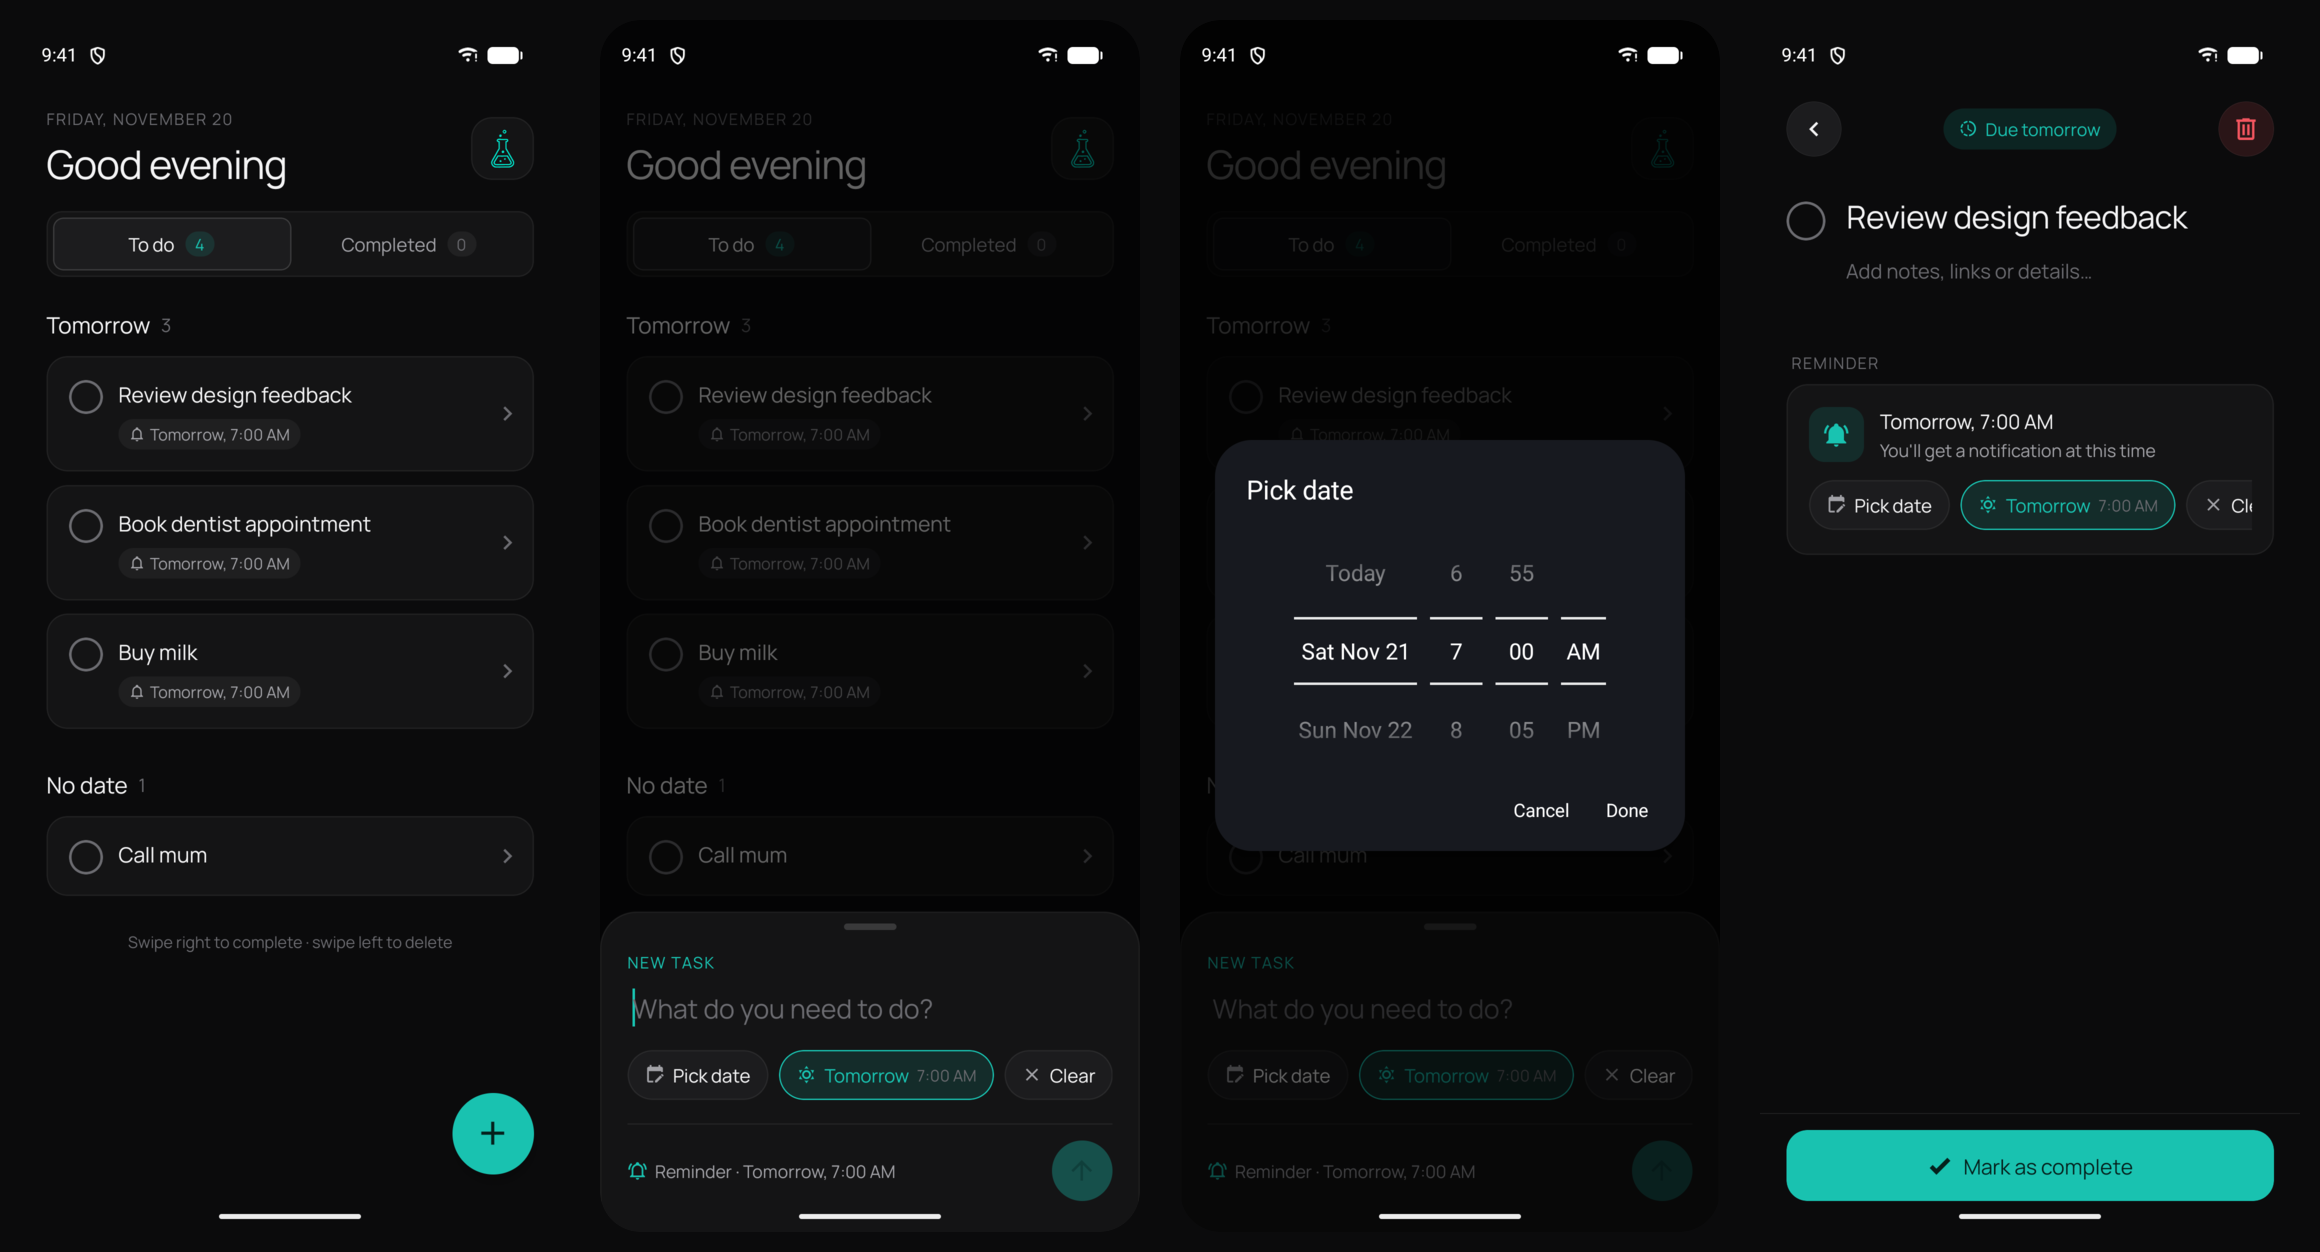 9:41
FRIDAY, NOVEMBER 20
Good evening
To do 4
Completed 0
Tomorrow 3
Review design feedback
Tomorrow, 7:00 AM
Book dentist appointment
Tomorrow, 7:00 AM
Buy milk
Tomorrow, 7:00 AM
No date 1
Call mum
Swipe right to complete · swipe left to delete
9:41
FRIDAY, NOVEMBER 20
Good evening
To do 4
Completed 0
Tomorrow 3
Review design feedback
Tomorrow, 7:00 AM
Book dentist appointment
Tomorrow, 7:00 AM
Buy milk
Tomorrow, 7:00 AM
No date 1
Call mum
NEW TASK
What do you need to do?
Pick date
Tomorrow 7:00 AM
Clear
Reminder · Tomorrow, 7:00 AM
9:41
FRIDAY, NOVEMBER 20
Good evening
To do 4
Completed 0
Tomorrow 3
Review design feedback
Tomorrow, 7:00 AM
Pick date
Today 6 55
Sat Nov 21 7 00 AM
Sun Nov 22 8 05 PM
Cancel
Done
N
Call mum
NEW TASK
What do you need to do?
Pick date
Tomorrow 7:00 AM
Clear
Reminder · Tomorrow, 7:00 AM
9:41
Due tomorrow
Review design feedback
Add notes, links or details...
REMINDER
Tomorrow, 7:00 AM
You'll get a notification at this time
Pick date
Tomorrow 7:00 AM
Cle
Mark as complete